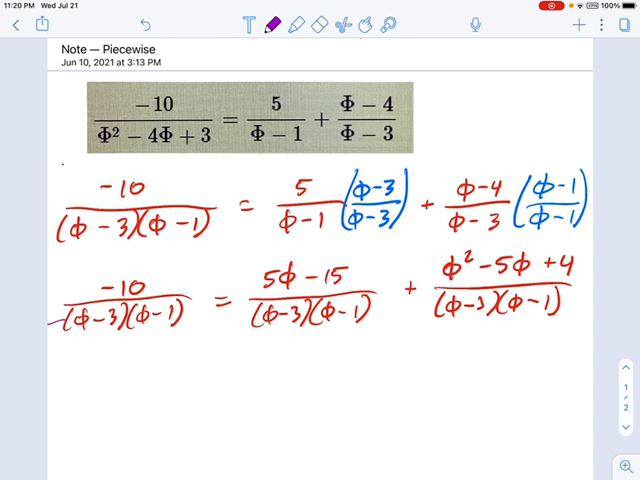 11:20 PM Wed Jul 21 VPN 100%
Note — Piecewise
Jun 10, 2021 at 3:13 PM
-10/(Φ² − 4Φ + 3) = 5/(Φ − 1) + (Φ − 4)/(Φ − 3)
-10/((ϕ − 3)(ϕ − 1)) = 5/(ϕ − 1) ((ϕ − 3)/(ϕ − 3)) + (ϕ − 4)/(ϕ − 3) ((ϕ − 1)/(ϕ − 1))
-10/((ϕ − 3)(ϕ − 1)) = (5ϕ − 15)/((ϕ − 3)(ϕ − 1)) + (ϕ² − 5ϕ + 4)/((ϕ − 3)(ϕ − 1))
1
/
2